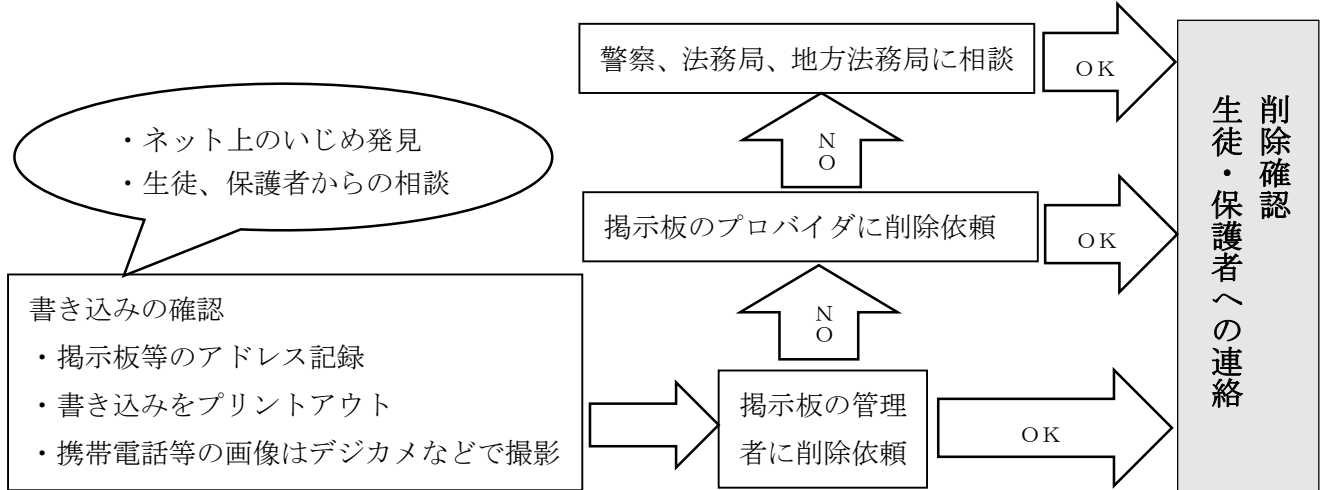 ・ネット上のいじめ発見
・生徒、保護者からの相談
書き込みの確認
・掲示板等のアドレス記録
・書き込みをプリントアウト
・携帯電話等の画像はデジカメなどで撮影
掲示板の管理
者に削除依頼
OK
NO
掲示板のプロバイダに削除依頼
OK
NO
警察、法務局、地方法務局に相談
OK
削除確認
生徒・保護者への連絡